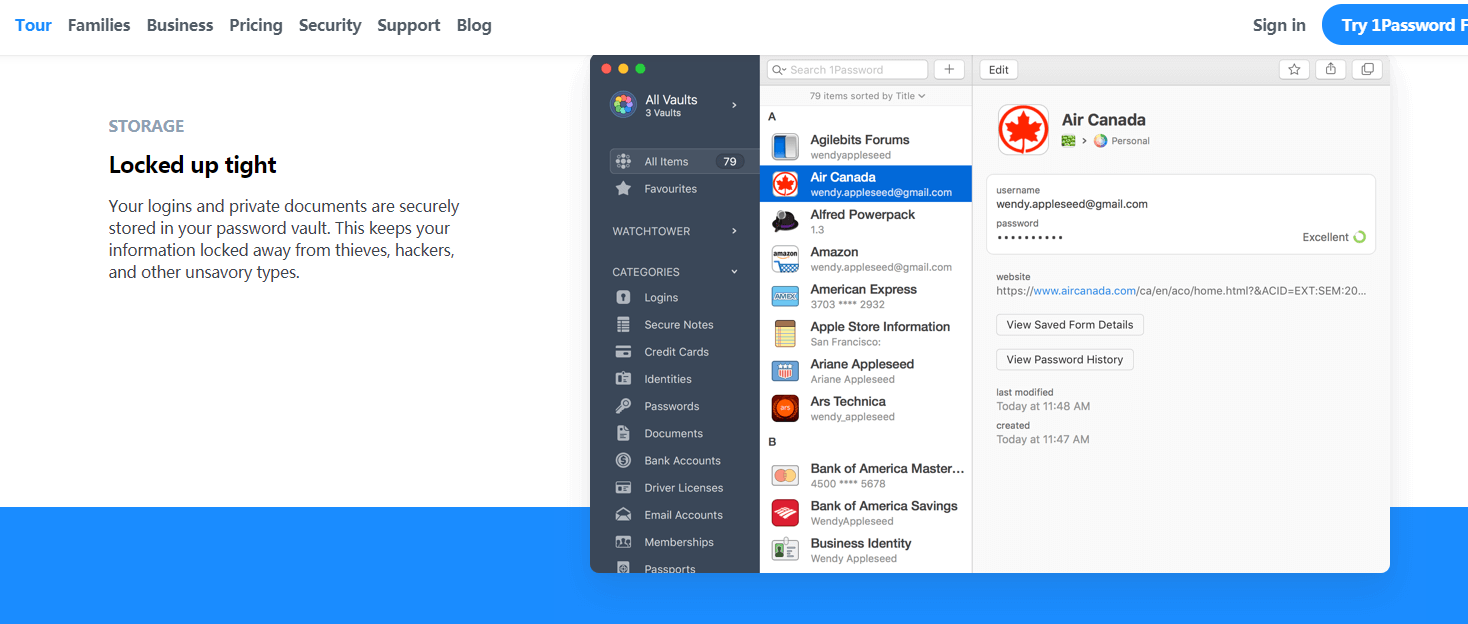 Tour Families Business Pricing Security Support Blog Sign in Try 1Password F
STORAGE
Locked up tight
Your logins and private documents are securely
stored in your password vault. This keeps your
information locked away from thieves, hackers,
and other unsavory types.
All Vaults
3 Vaults
All Items 79
Favourites
WATCHTOWER
CATEGORIES
Logins
Secure Notes
Credit Cards
Identities
Passwords
Documents
Bank Accounts
Driver Licenses
Email Accounts
Memberships
Passports
Search 1Password
79 items sorted by Title
A
Agilebits Forums
wendyappleseed
Air Canada
wendy.appleseed@gmail.com
Alfred Powerpack
1.3
amazon
Amazon
wendy.appleseed@gmail.com
AMEX
American Express
3703 **** 2932
Apple Store Information
San Francisco:
Ariane Appleseed
Ariane Appleseed
ars
Ars Technica
wendy_appleseed
B
Bank of America Master...
4500 **** 5678
Bank of America Savings
WendyAppleseed
Business Identity
Wendy Appleseed
Edit
Air Canada
Personal
username
wendy.appleseed@gmail.com
password
•••••••••• Excellent
website
https://www.aircanada.com/ca/en/aco/home.html?&ACID=EXT:SEM:20...
View Saved Form Details
View Password History
last modified
Today at 11:48 AM
created
Today at 11:47 AM